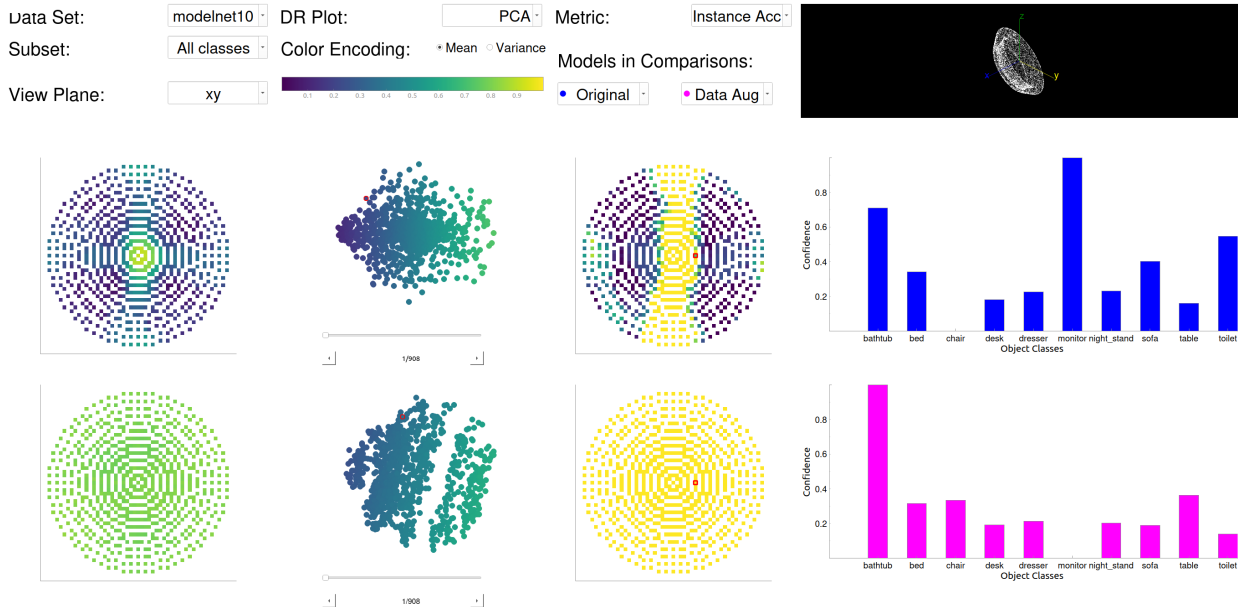 Data Set: modelnet10 DR Plot: PCA Metric: Instance Acc
Subset: All classes Color Encoding: Mean Variance
Models in Comparisons:
0.1 0.3 0.4 0.5 0.6 0.7 0.8 0.9
View Plane: xy Original Data Aug
z
x
y
0.8
0.6
0.4
0.2
Confidence
bathtub bed chair desk dresser monitor night_stand sofa table toilet
Object Classes
1/908
0.8
0.6
0.4
0.2
Confidence
bathtub bed chair desk dresser monitor night_stand sofa table toilet
Object Classes
1/908